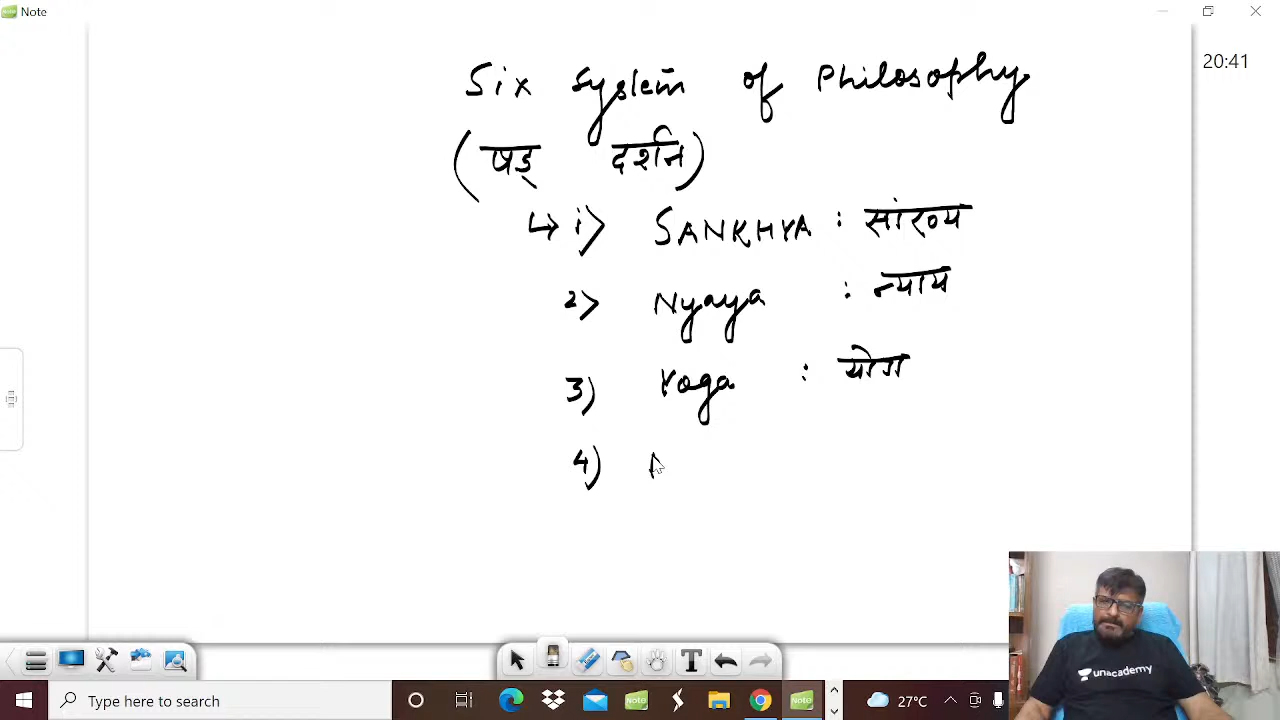 Note
20:41
Six System of Philosophy
(षड् दर्शन)
↳ 1) SANKHYA : सांख्य
2) Nyaya : न्याय
3) Yoga : योग
4)
unacademy
Type here to search
27°C